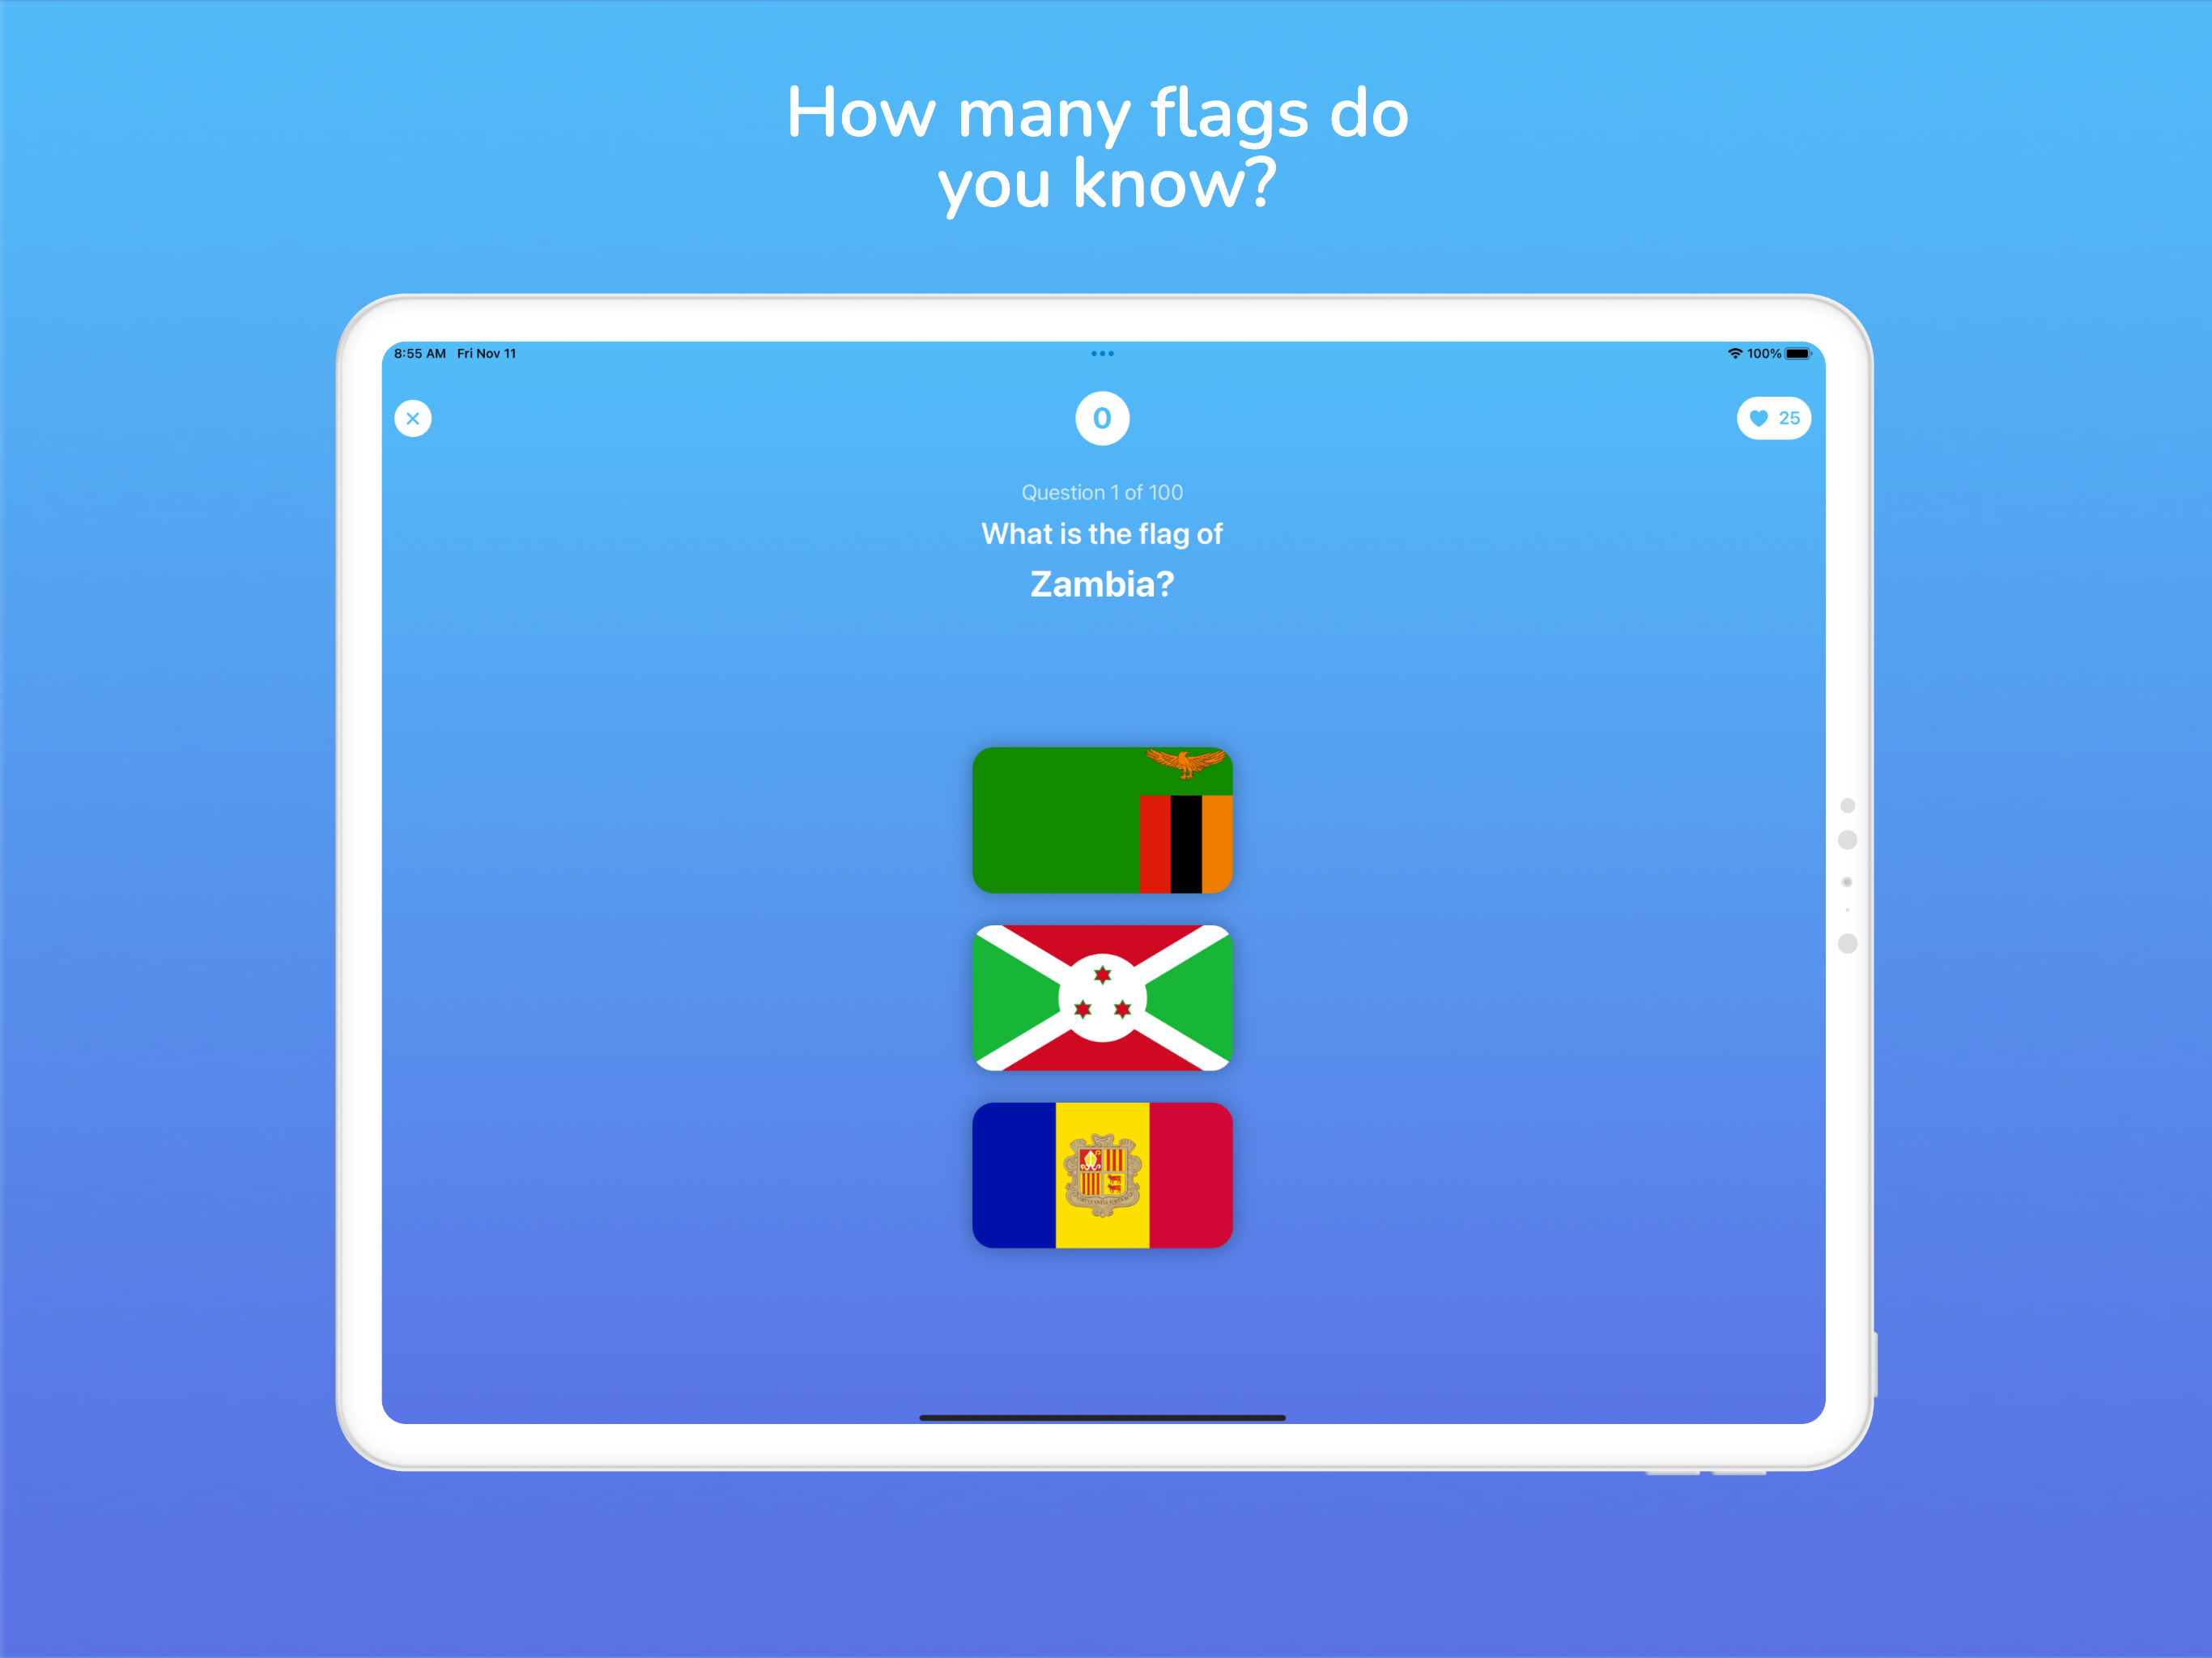 How many flags do
you know?
8:55 AM Fri Nov 11
100%
0
25
Question 1 of 100
What is the flag of
Zambia?